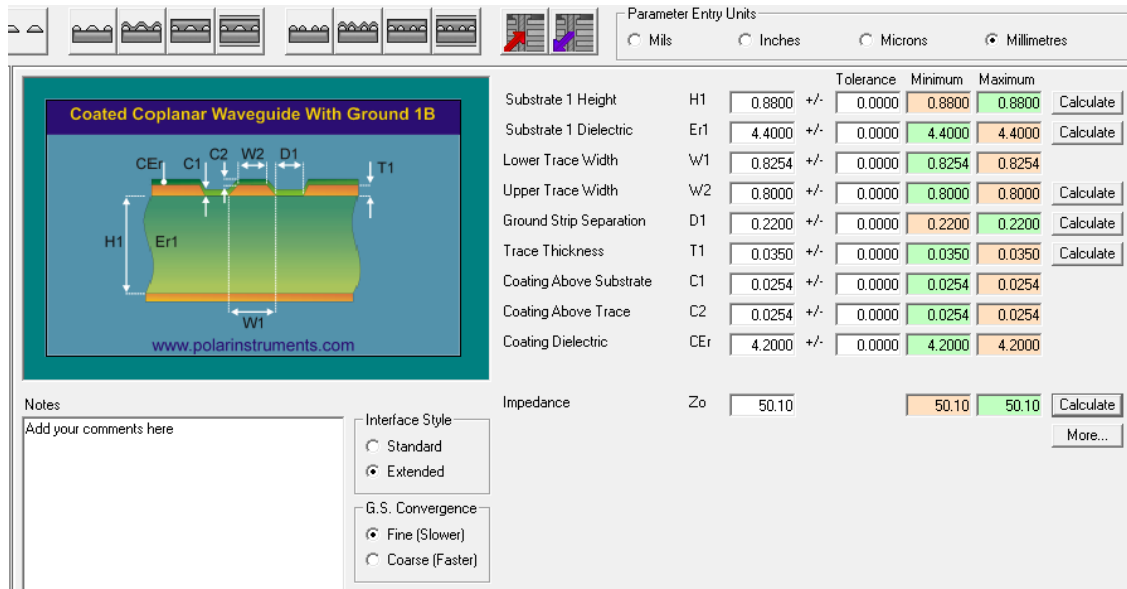 Parameter Entry Units
Mils Inches Microns Millimetres
Coated Coplanar Waveguide With Ground 1B
CEr C1 C2 W2 D1 T1
H1 Er1
W1
www.polarinstruments.com
Tolerance Minimum Maximum
Substrate 1 Height H1 0.8800 +/- 0.0000 0.8800 0.8800 Calculate
Substrate 1 Dielectric Er1 4.4000 +/- 0.0000 4.4000 4.4000 Calculate
Lower Trace Width W1 0.8254 +/- 0.0000 0.8254 0.8254
Upper Trace Width W2 0.8000 +/- 0.0000 0.8000 0.8000 Calculate
Ground Strip Separation D1 0.2200 +/- 0.0000 0.2200 0.2200 Calculate
Trace Thickness T1 0.0350 +/- 0.0000 0.0350 0.0350 Calculate
Coating Above Substrate C1 0.0254 +/- 0.0000 0.0254 0.0254
Coating Above Trace C2 0.0254 +/- 0.0000 0.0254 0.0254
Coating Dielectric CEr 4.2000 +/- 0.0000 4.2000 4.2000
Impedance Zo 50.10 50.10 50.10 Calculate
More...
Notes
Add your comments here
Interface Style
Standard
Extended
G.S. Convergence
Fine (Slower)
Coarse (Faster)